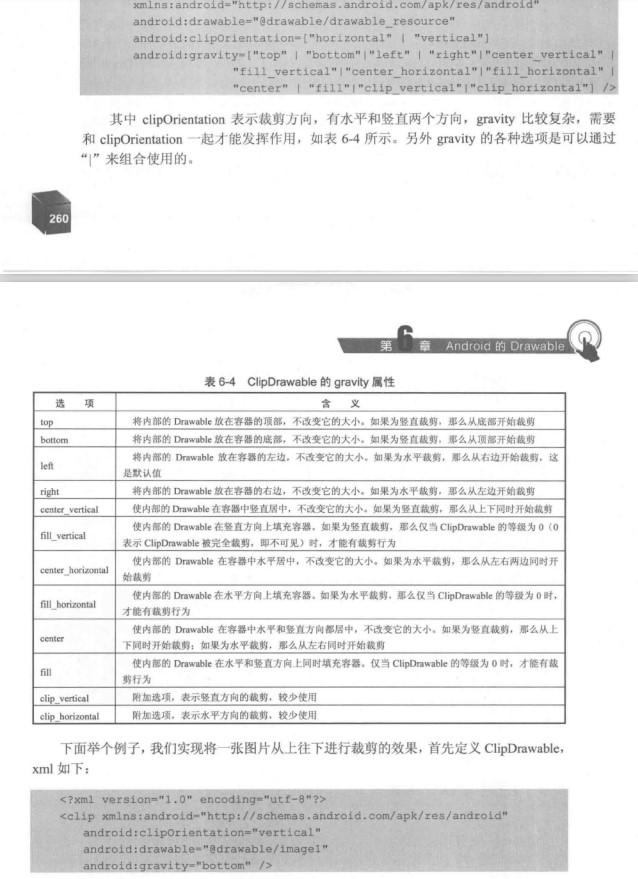 xmlns:android="http://schemas.android.com/apk/res/android"
android:drawable="@drawable/drawable_resource"
android:clipOrientation=["horizontal" | "vertical"]
android:gravity=["top" | "bottom"|"left" | "right"|"center_vertical" |
"fill_vertical"|"center_horizontal"|"fill_horizontal" |
"center" | "fill"|"clip_vertical"|"clip_horizontal"] />
其中 clipOrientation 表示裁剪方向，有水平和竖直两个方向，gravity 比较复杂，需要
和 clipOrientation 一起才能发挥作用，如表 6-4 所示。另外 gravity 的各种选项是可以通过
“|”来组合使用的。
260
第 6 章 Android 的 Drawable
表 6-4 ClipDrawable 的 gravity 属性
选 项 含 义
top 将内部的 Drawable 放在容器的顶部，不改变它的大小。如果为竖直裁剪，那么从底部开始裁剪
bottom 将内部的 Drawable 放在容器的底部，不改变它的大小。如果为竖直裁剪，那么从顶部开始裁剪
left 将内部的 Drawable 放在容器的左边，不改变它的大小。如果为水平裁剪，那么从右边开始裁剪，这
是默认值
right 将内部的 Drawable 放在容器的右边，不改变它的大小。如果为水平裁剪，那么从左边开始裁剪
center_vertical 使内部的 Drawable 在容器中竖直居中，不改变它的大小。如果为竖直裁剪，那么从上下同时开始裁剪
fill_vertical 使内部的 Drawable 在竖直方向上填充容器。如果为竖直裁剪，那么仅当 ClipDrawable 的等级为 0（0
表示 ClipDrawable 被完全裁剪，即不可见）时，才能有裁剪行为
center_horizontal 使内部的 Drawable 在容器中水平居中，不改变它的大小。如果为水平裁剪，那么从左右两边同时开
始裁剪
fill_horizontal 使内部的 Drawable 在水平方向上填充容器。如果为水平裁剪，那么仅当 ClipDrawable 的等级为 0 时，
才能有裁剪行为
center 使内部的 Drawable 在容器中水平和竖直方向都居中，不改变它的大小。如果为竖直裁剪，那么从上
下同时开始裁剪；如果为水平裁剪，那么从左右同时开始裁剪
fill 使内部的 Drawable 在水平和竖直方向上同时填充容器。仅当 ClipDrawable 的等级为 0 时，才能有裁
剪行为
clip_vertical 附加选项，表示竖直方向的裁剪，较少使用
clip_horizontal 附加选项，表示水平方向的裁剪，较少使用
下面举个例子，我们实现将一张图片从上往下进行裁剪的效果，首先定义 ClipDrawable，
xml 如下：
<?xml version="1.0" encoding="utf-8"?>
<clip xmlns:android="http://schemas.android.com/apk/res/android"
android:clipOrientation="vertical"
android:drawable="@drawable/image1"
android:gravity="bottom" />